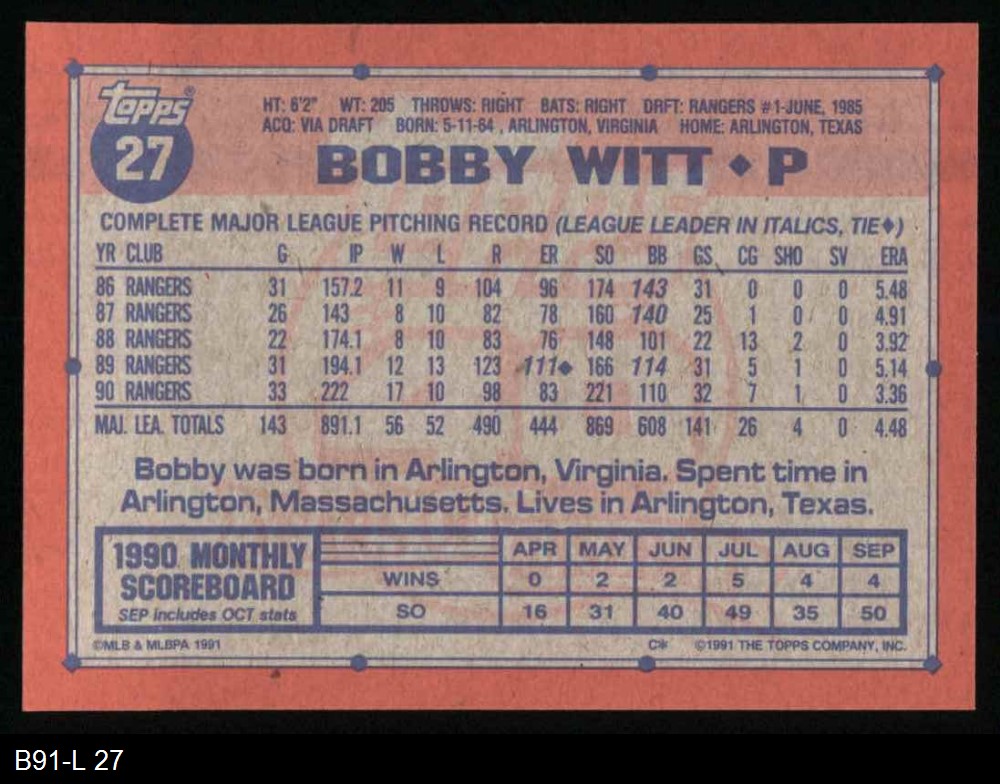 Topps®
27
HT: 6'2" WT: 205 THROWS: RIGHT BATS: RIGHT DRFT: RANGERS #1-JUNE, 1985
ACQ: VIA DRAFT BORN: 5-11-64 , ARLINGTON, VIRGINIA HOME: ARLINGTON, TEXAS
BOBBY WITT ◆ P
COMPLETE MAJOR LEAGUE PITCHING RECORD (LEAGUE LEADER IN ITALICS, TIE◆)
YR CLUB G IP W L R ER SO BB GS CG SHO SV ERA
86 RANGERS 31 157.2 11 9 104 96 174 143 31 0 0 0 5.48
87 RANGERS 26 143 8 10 82 78 160 140 25 1 0 0 4.91
88 RANGERS 22 174.1 8 10 83 76 148 101 22 13 2 0 3.92
89 RANGERS 31 194.1 12 13 123 111◆ 166 114 31 5 1 0 5.14
90 RANGERS 33 222 17 10 98 83 221 110 32 7 1 0 3.36
MAJ. LEA. TOTALS 143 891.1 56 52 490 444 869 608 141 26 4 0 4.48
Bobby was born in Arlington, Virginia. Spent time in
Arlington, Massachusetts. Lives in Arlington, Texas.
1990 MONTHLY
SCOREBOARD
SEP includes OCT stats
APR MAY JUN JUL AUG SEP
WINS 0 2 2 5 4 4
SO 16 31 40 49 35 50
©MLB & MLBPA 1991 C* ©1991 THE TOPPS COMPANY, INC.
B91-L 27